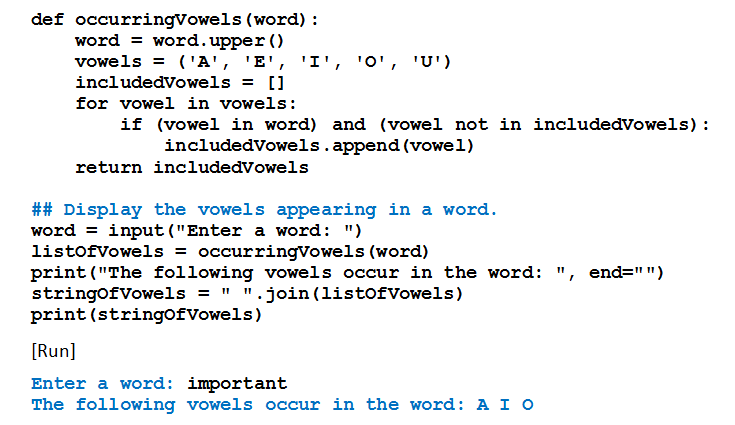 def occurringVowels(word):
    word = word.upper()
    vowels = ('A', 'E', 'I', 'O', 'U')
    includedVowels = []
    for vowel in vowels:
        if (vowel in word) and (vowel not in includedVowels):
            includedVowels.append(vowel)
    return includedVowels
## Display the vowels appearing in a word.
word = input("Enter a word: ")
listOfVowels = occurringVowels(word)
print("The following vowels occur in the word: ", end="")
stringOfVowels = " ".join(listOfVowels)
print(stringOfVowels)
[Run]
Enter a word: important
The following vowels occur in the word: A I O